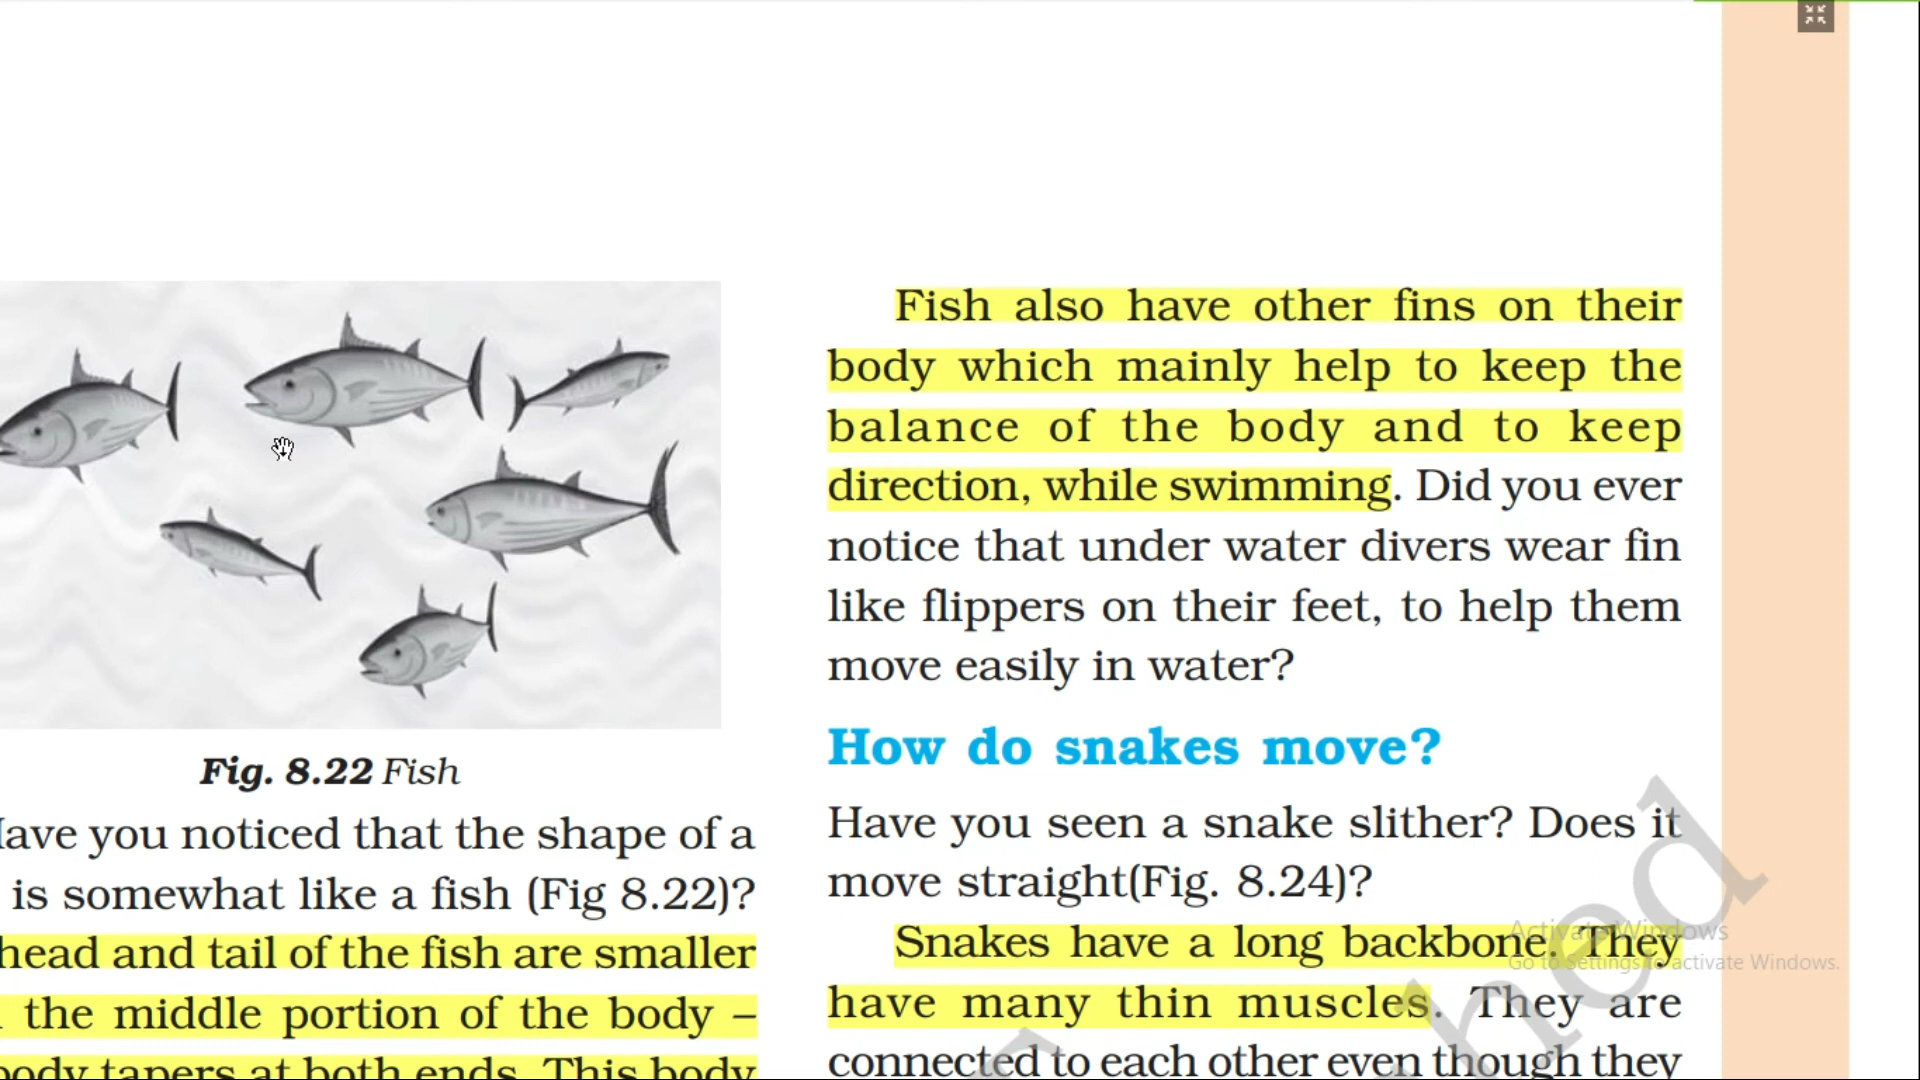 Fig. 8.22 Fish
ave you noticed that the shape of a
is somewhat like a fish (Fig 8.22)?
head and tail of the fish are smaller
the middle portion of the body –
body tapers at both ends. This body
Fish also have other fins on their
body which mainly help to keep the
balance of the body and to keep
direction, while swimming. Did you ever
notice that under water divers wear fin
like flippers on their feet, to help them
move easily in water?
How do snakes move?
Have you seen a snake slither? Does it
move straight(Fig. 8.24)?
Snakes have a long backbone. They
have many thin muscles. They are
connected to each other even though they
Activate Windows
Go to Settings to activate Windows.
hed